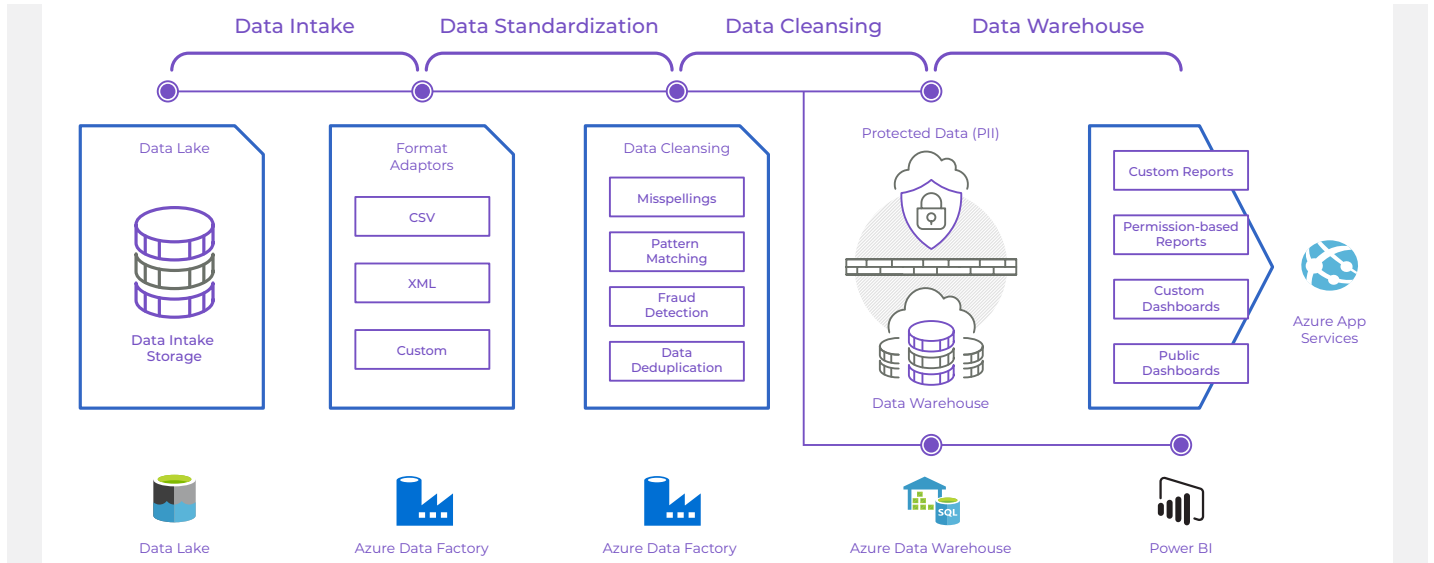 Data Intake
Data Standardization
Data Cleansing
Data Warehouse
Data Lake
Data Intake
Storage
Format
Adaptors
CSV
XML
Custom
Data Cleansing
Misspellings
Pattern
Matching
Fraud
Detection
Data
Deduplication
Protected Data (PII)
Data Warehouse
Custom Reports
Permission-based
Reports
Custom
Dashboards
Public
Dashboards
Azure App
Services
Data Lake
Azure Data Factory
Azure Data Factory
SQL
Azure Data Warehouse
Power BI